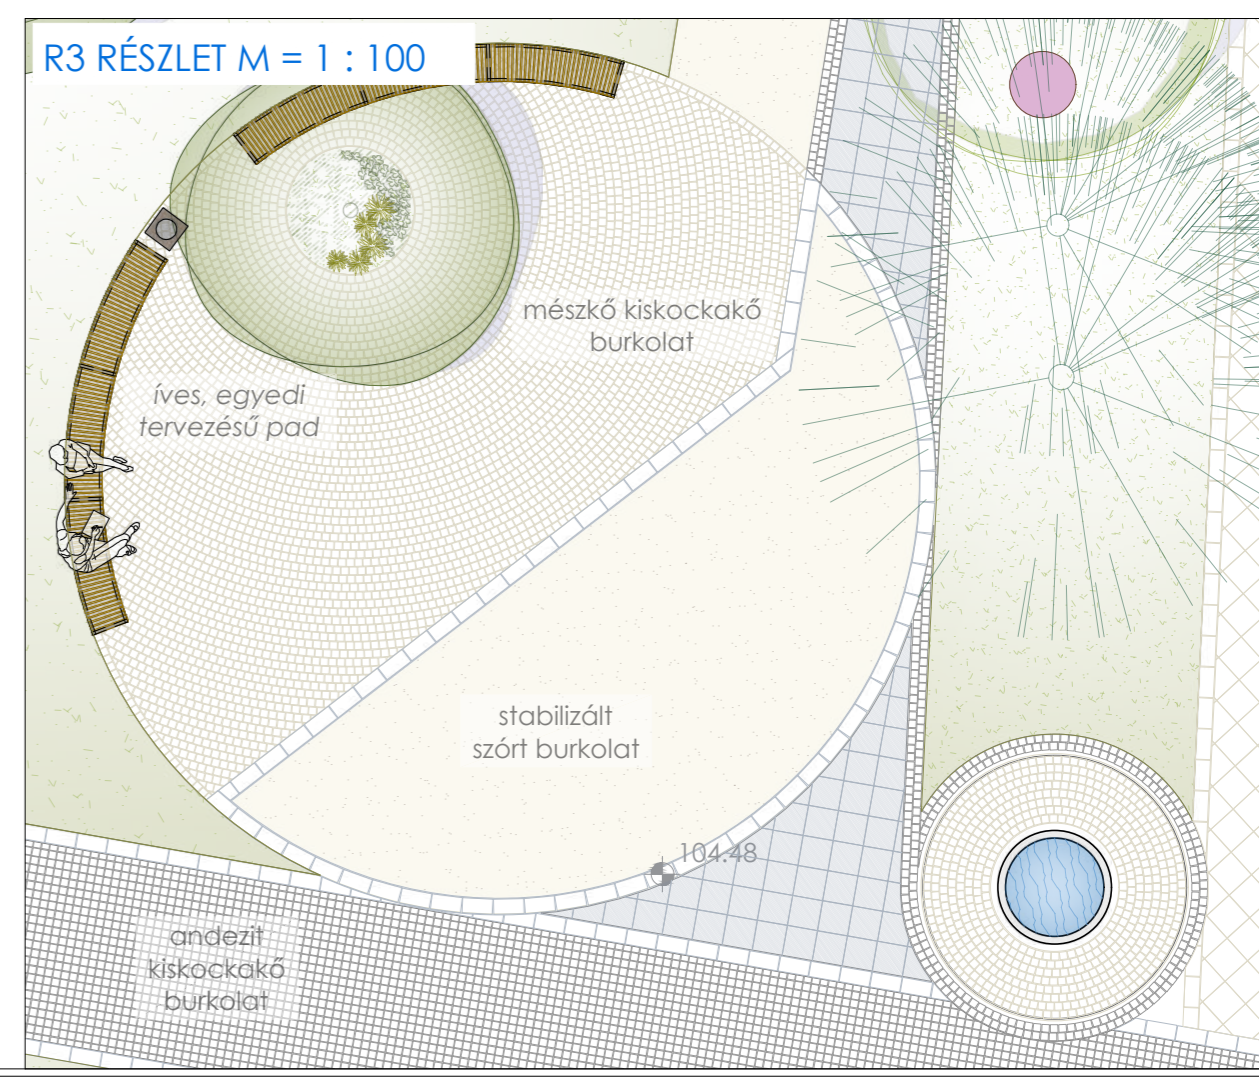 R3 RÉSZLET M = 1 : 100
mészkő kiskockakő
burkolat
íves, egyedi
tervezésű pad
stabilizált
szórt burkolat
104.48
andezit
kiskockakő
burkolat